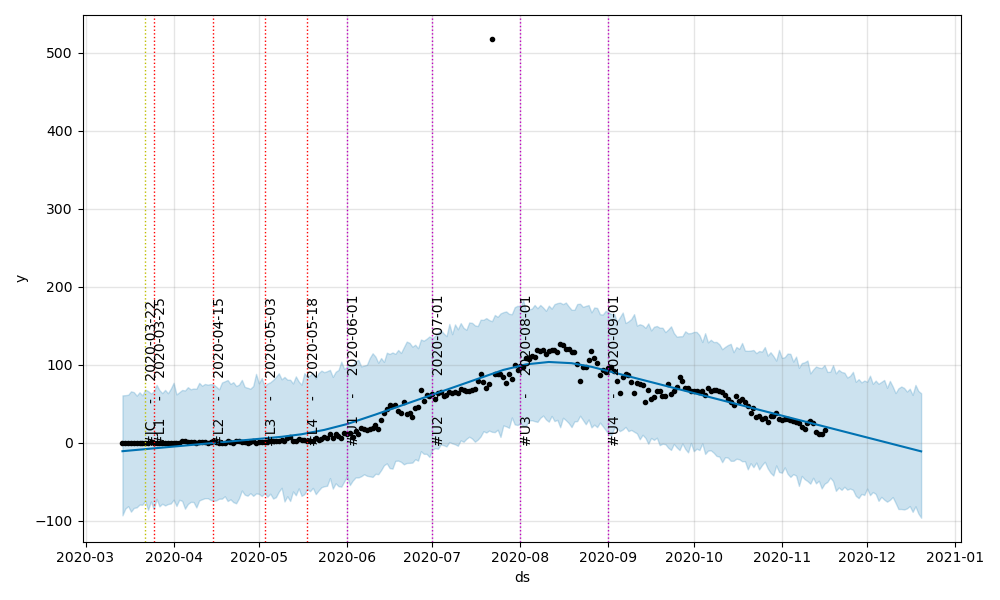 500
400
300
200
100
0
−100
y
#JC - 2020-03-22
#L1 - 2020-03-25
#L2 - 2020-04-15
#L3 - 2020-05-03
#L4 - 2020-05-18
#U1 - 2020-06-01
#U2 - 2020-07-01
#U3 - 2020-08-01
#U4 - 2020-09-01
2020-03 2020-04 2020-05 2020-06 2020-07 2020-08 2020-09 2020-10 2020-11 2020-12 2021-01
ds